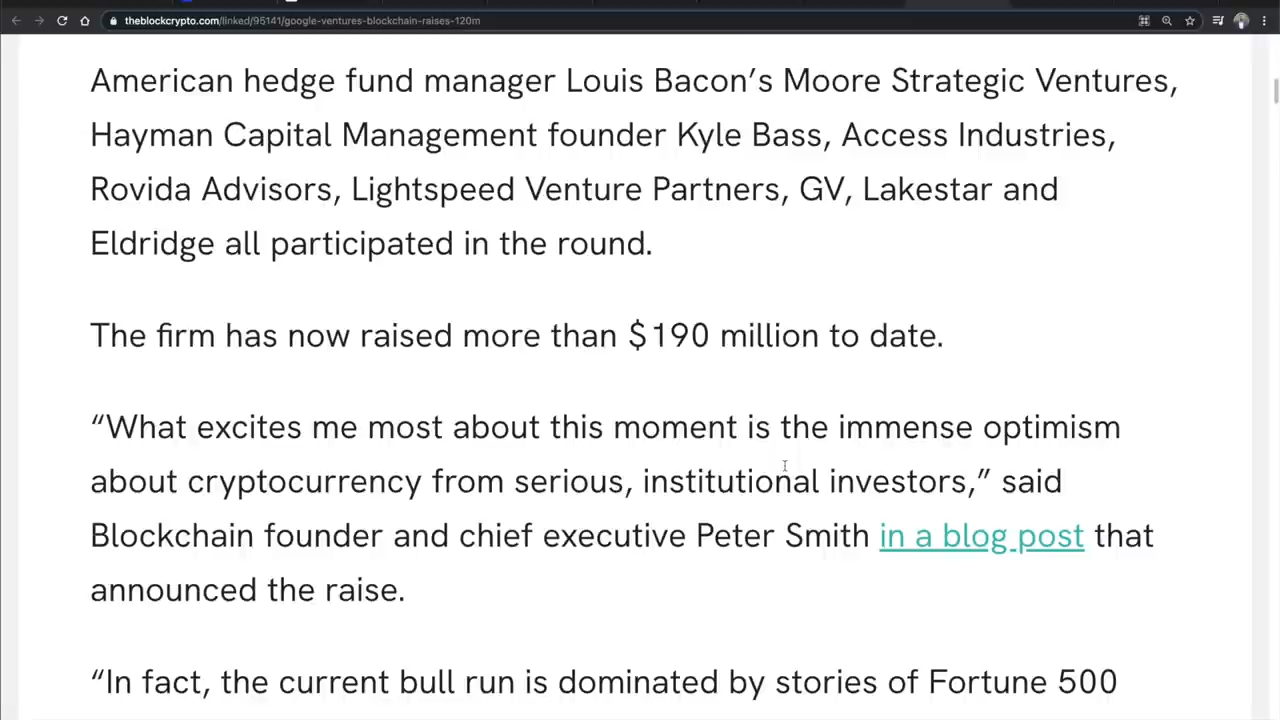 theblockcrypto.com/linked/95141/google-ventures-blockchain-raises-120m
American hedge fund manager Louis Bacon’s Moore Strategic Ventures,
Hayman Capital Management founder Kyle Bass, Access Industries,
Rovida Advisors, Lightspeed Venture Partners, GV, Lakestar and
Eldridge all participated in the round.
The firm has now raised more than $190 million to date.
“What excites me most about this moment is the immense optimism
about cryptocurrency from serious, institutional investors,” said
Blockchain founder and chief executive Peter Smith in a blog post that
announced the raise.
“In fact, the current bull run is dominated by stories of Fortune 500